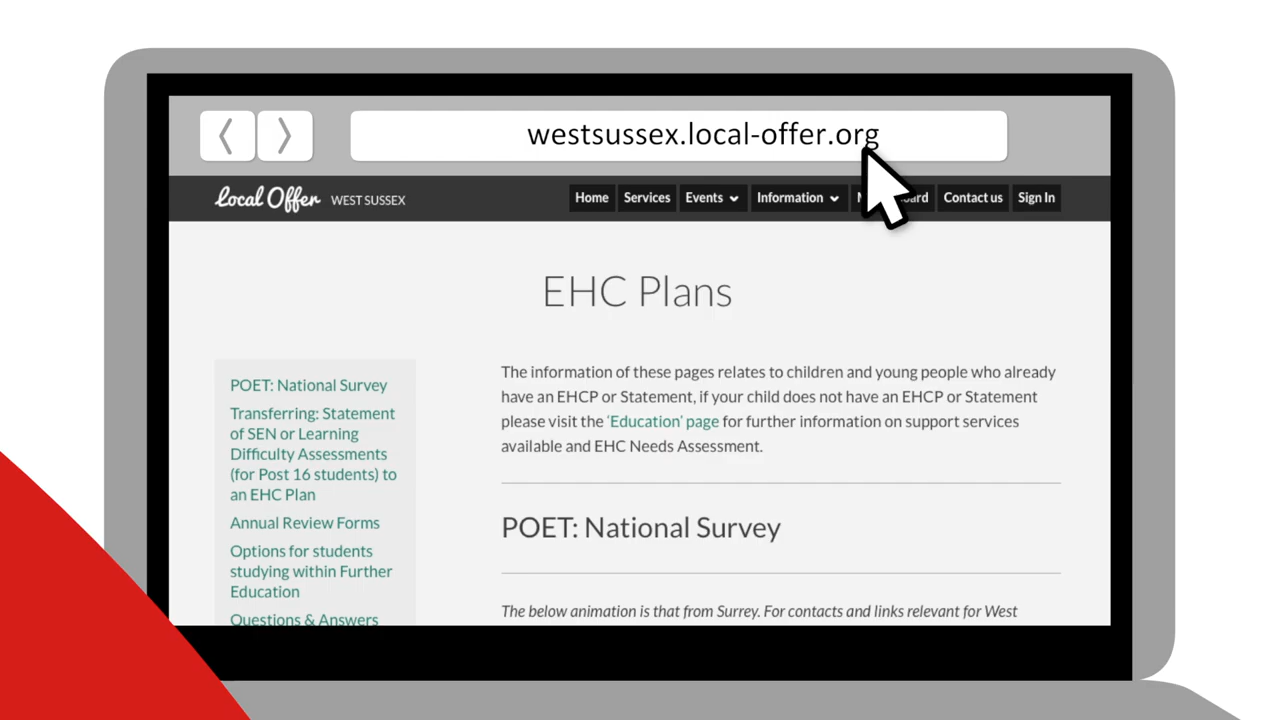 westsussex.local-offer.org
Local Offer WEST SUSSEX
Home Services Events Information Contact us Sign In
EHC Plans
POET: National Survey
Transferring: Statement
of SEN or Learning
Difficulty Assessments
(for Post 16 students) to
an EHC Plan
Annual Review Forms
Options for students
studying within Further
Education
Questions & Answers
The information of these pages relates to children and young people who already
have an EHCP or Statement, if your child does not have an EHCP or Statement
please visit the 'Education' page for further information on support services
available and EHC Needs Assessment.
POET: National Survey
The below animation is that from Surrey. For contacts and links relevant for West